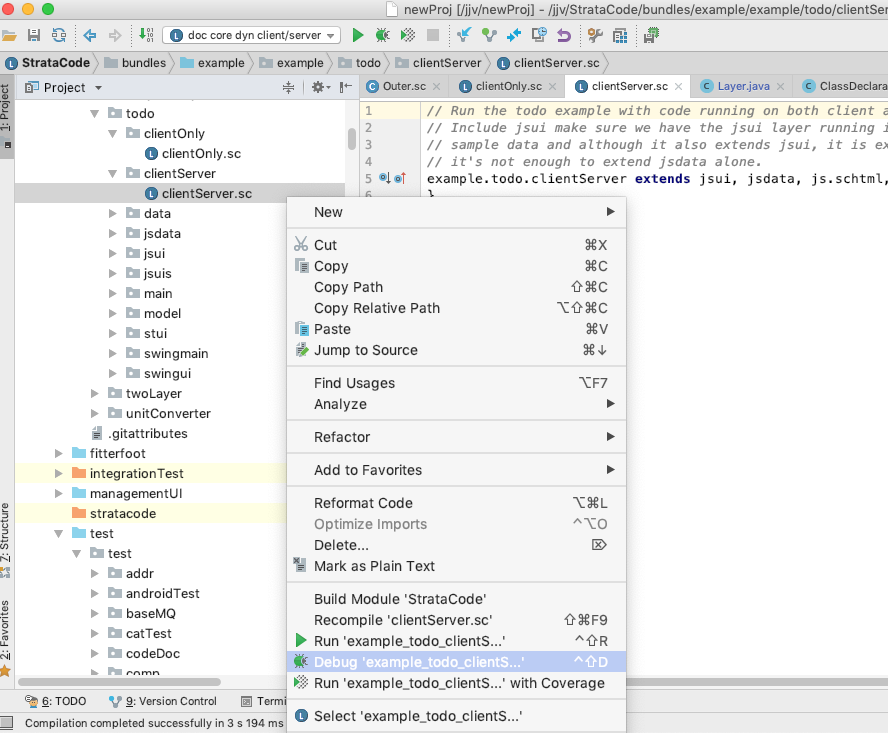 newProj [/jjv/newProj] - /jjv/StrataCode/bundles/example/example/todo/clientSer
doc core dyn client/server
StrataCode bundles example example todo clientServer clientServer.sc
Project
Outer.sc clientOnly.sc clientServer.sc Layer.java ClassDeclara
1: Project
7: Structure
2: Favorites
todo
clientOnly
clientOnly.sc
clientServer
clientServer.sc
data
jsdata
jsui
jsuis
main
model
stui
swingmain
swingui
twoLayer
unitConverter
.gitattributes
fitterfoot
integrationTest
managementUI
stratacode
test
test
addr
androidTest
baseMQ
catTest
codeDoc
comp
1 // Run the todo example with code running on both client a
2 // Include jsui make sure we have the jsui layer running i
3 // sample data and although it also extends jsui, it is ex
4 // it's not enough to extend jsdata alone.
5 example.todo.clientServer extends jsui, jsdata, js.schtml,
6 }
New
Cut ⌘X
Copy ⌘C
Copy Path ⇧⌘C
Copy Relative Path ⌥⇧⌘C
Paste ⌘V
Jump to Source ⌘↓
Find Usages ⌥F7
Analyze
Refactor
Add to Favorites
Reformat Code ⌥⌘L
Optimize Imports ^⌥O
Delete... ⌦
Mark as Plain Text
Build Module 'StrataCode'
Recompile 'clientServer.sc' ⇧⌘F9
Run 'example_todo_clientS...' ^⇧R
Debug 'example_todo_clientS...' ^⇧D
Run 'example_todo_clientS...' with Coverage
Select 'example_todo_clientS...'
6: TODO 9: Version Control Termi
Compilation completed successfully in 3 s 194 ms